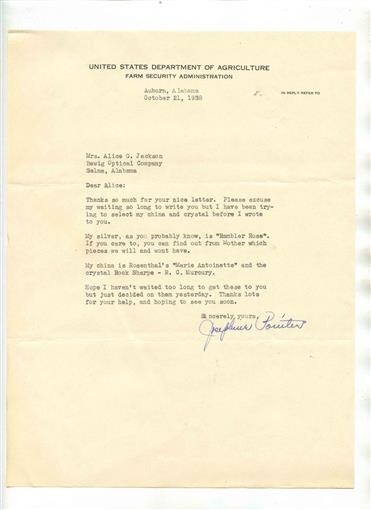 UNITED STATES DEPARTMENT OF AGRICULTURE
FARM SECURITY ADMINISTRATION
Auburn, Alabama
October 21, 1938
IN REPLY REFER TO
Mrs. Alice G. Jackson
Rewig Optical Company
Selma, Alabama
Dear Alice:
Thanks so much for your nice letter. Please excuse
my waiting so long to write you but I have been try-
ing to select my china and crystal before I wrote
to you.
My silver, as you probably know, is "Rambler Rose".
If you care to, you can find out from Mother which
pieces we will and wont have.
My china is Rosenthal's "Marie Antoinette" and the
crystal Rock Sharpe - R. C. Murcury.
Hope I haven't waited too long to get these to you
but just decided on them yesterday. Thanks lots
for your help, and hoping to see you soon.
Sincerely yours,
Josephine Pointer